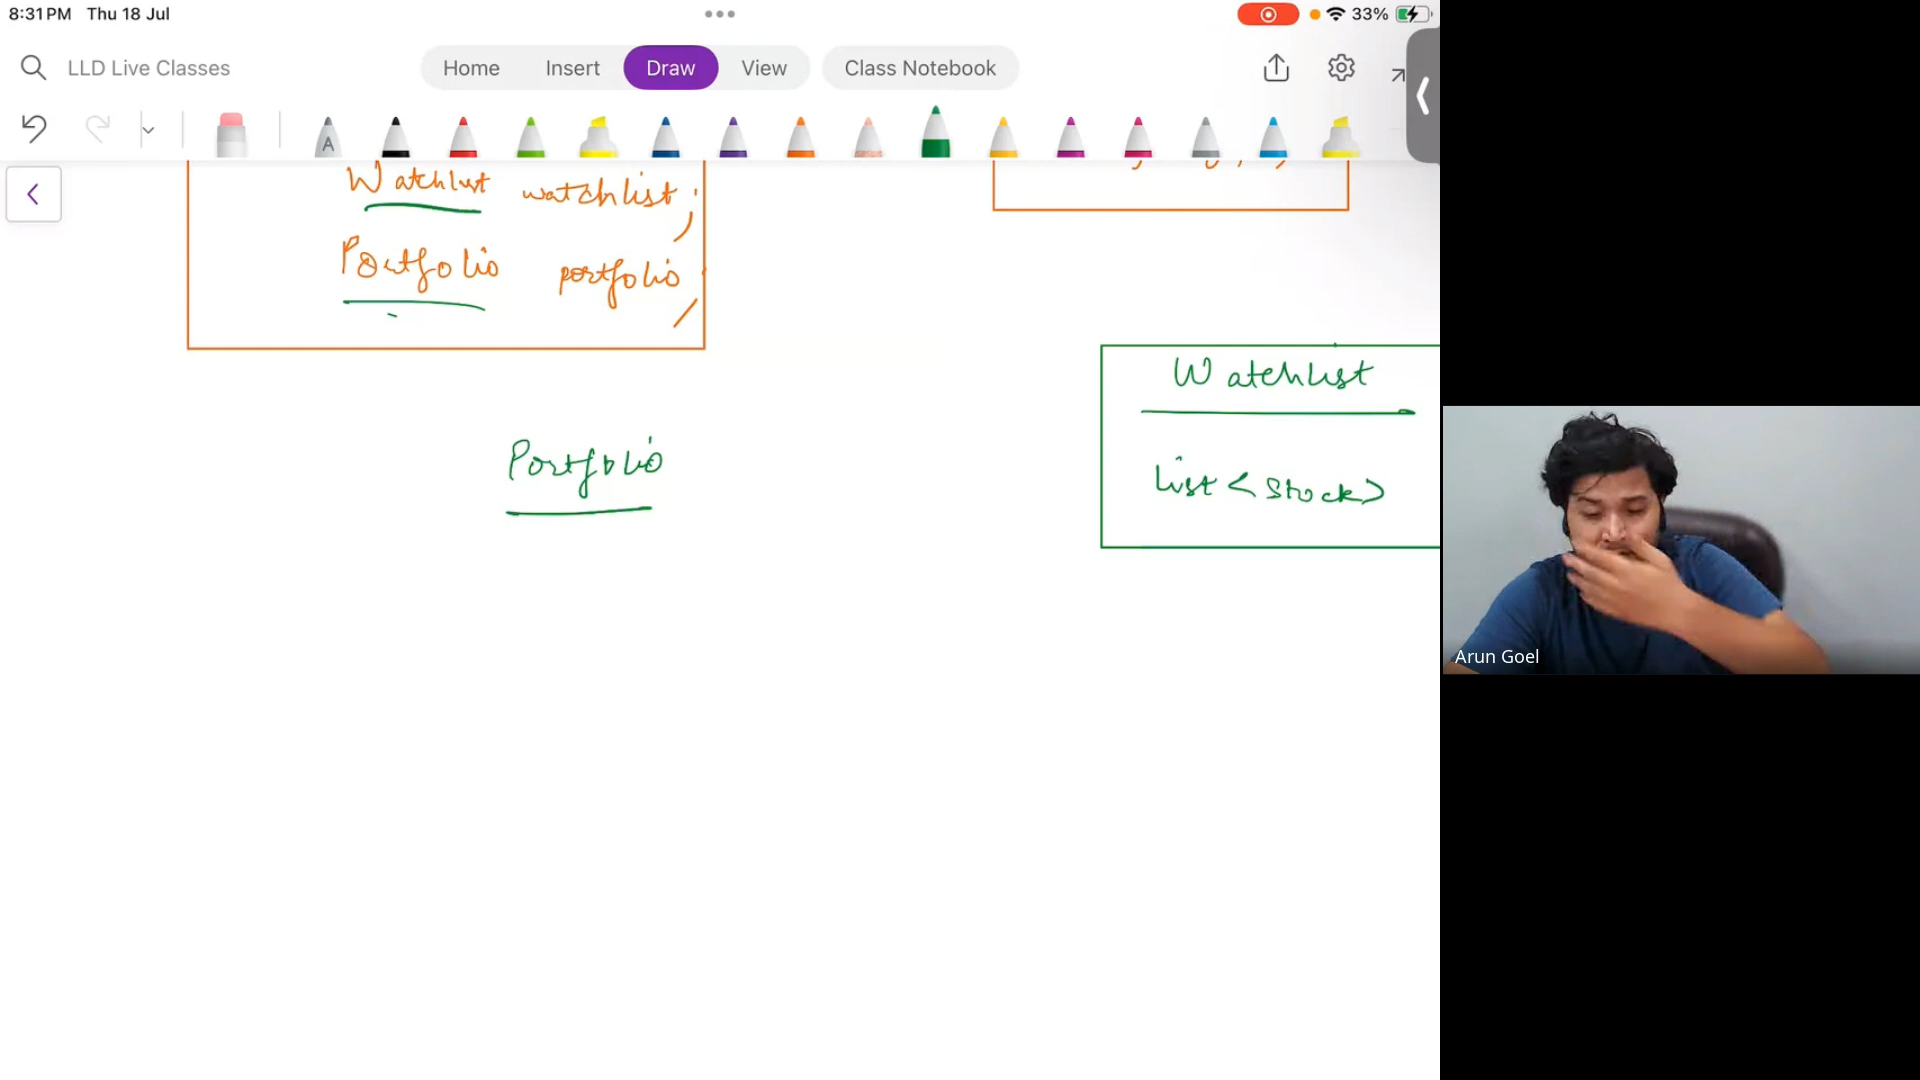 8:31 PM Thu 18 Jul
33%
LLD Live Classes
Home Insert Draw View Class Notebook
A
Watchlist watchlist;
Portfolio portfolio;
Watchlist
Portfolio
List<Stock>
Arun Goel